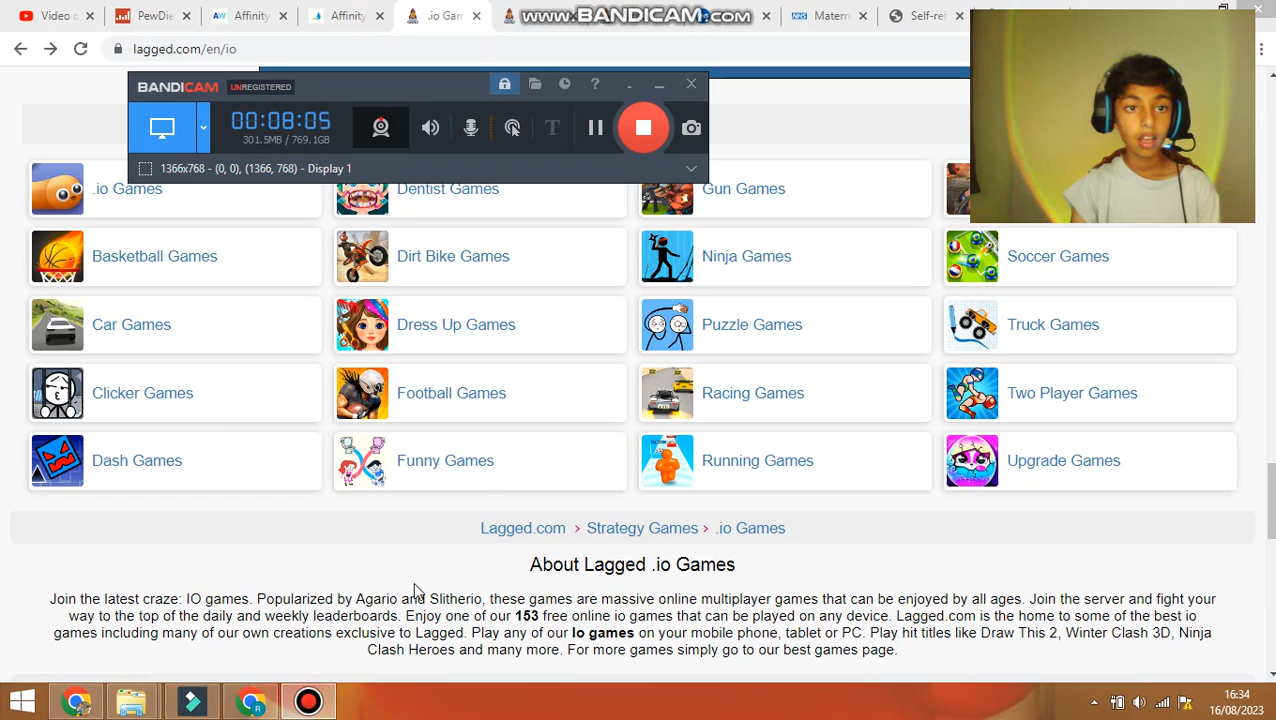 Video c
PewDie
Affinity
Affinity
.io Gam
www.BANDICAM.com
Matern
Self-ref
lagged.com/en/io
BANDICAM UNREGISTERED
00:08:05
301.5MB / 769.1GB
1366x768 - (0, 0), (1366, 768) - Display 1
.io Games
Dentist Games
Gun Games
Basketball Games
Dirt Bike Games
Ninja Games
Soccer Games
Car Games
Dress Up Games
Puzzle Games
Truck Games
Clicker Games
Football Games
Racing Games
Two Player Games
Dash Games
Funny Games
Running Games
Upgrade Games
Lagged.com > Strategy Games > .io Games
About Lagged .io Games
Join the latest craze: IO games. Popularized by Agario and Slitherio, these games are massive online multiplayer games that can be enjoyed by all ages. Join the server and fight your
way to the top of the daily and weekly leaderboards. Enjoy one of our 153 free online io games that can be played on any device. Lagged.com is the home to some of the best io
games including many of our own creations exclusive to Lagged. Play any of our Io games on your mobile phone, tablet or PC. Play hit titles like Draw This 2, Winter Clash 3D, Ninja
Clash Heroes and many more. For more games simply go to our best games page.
16:34
16/08/2023